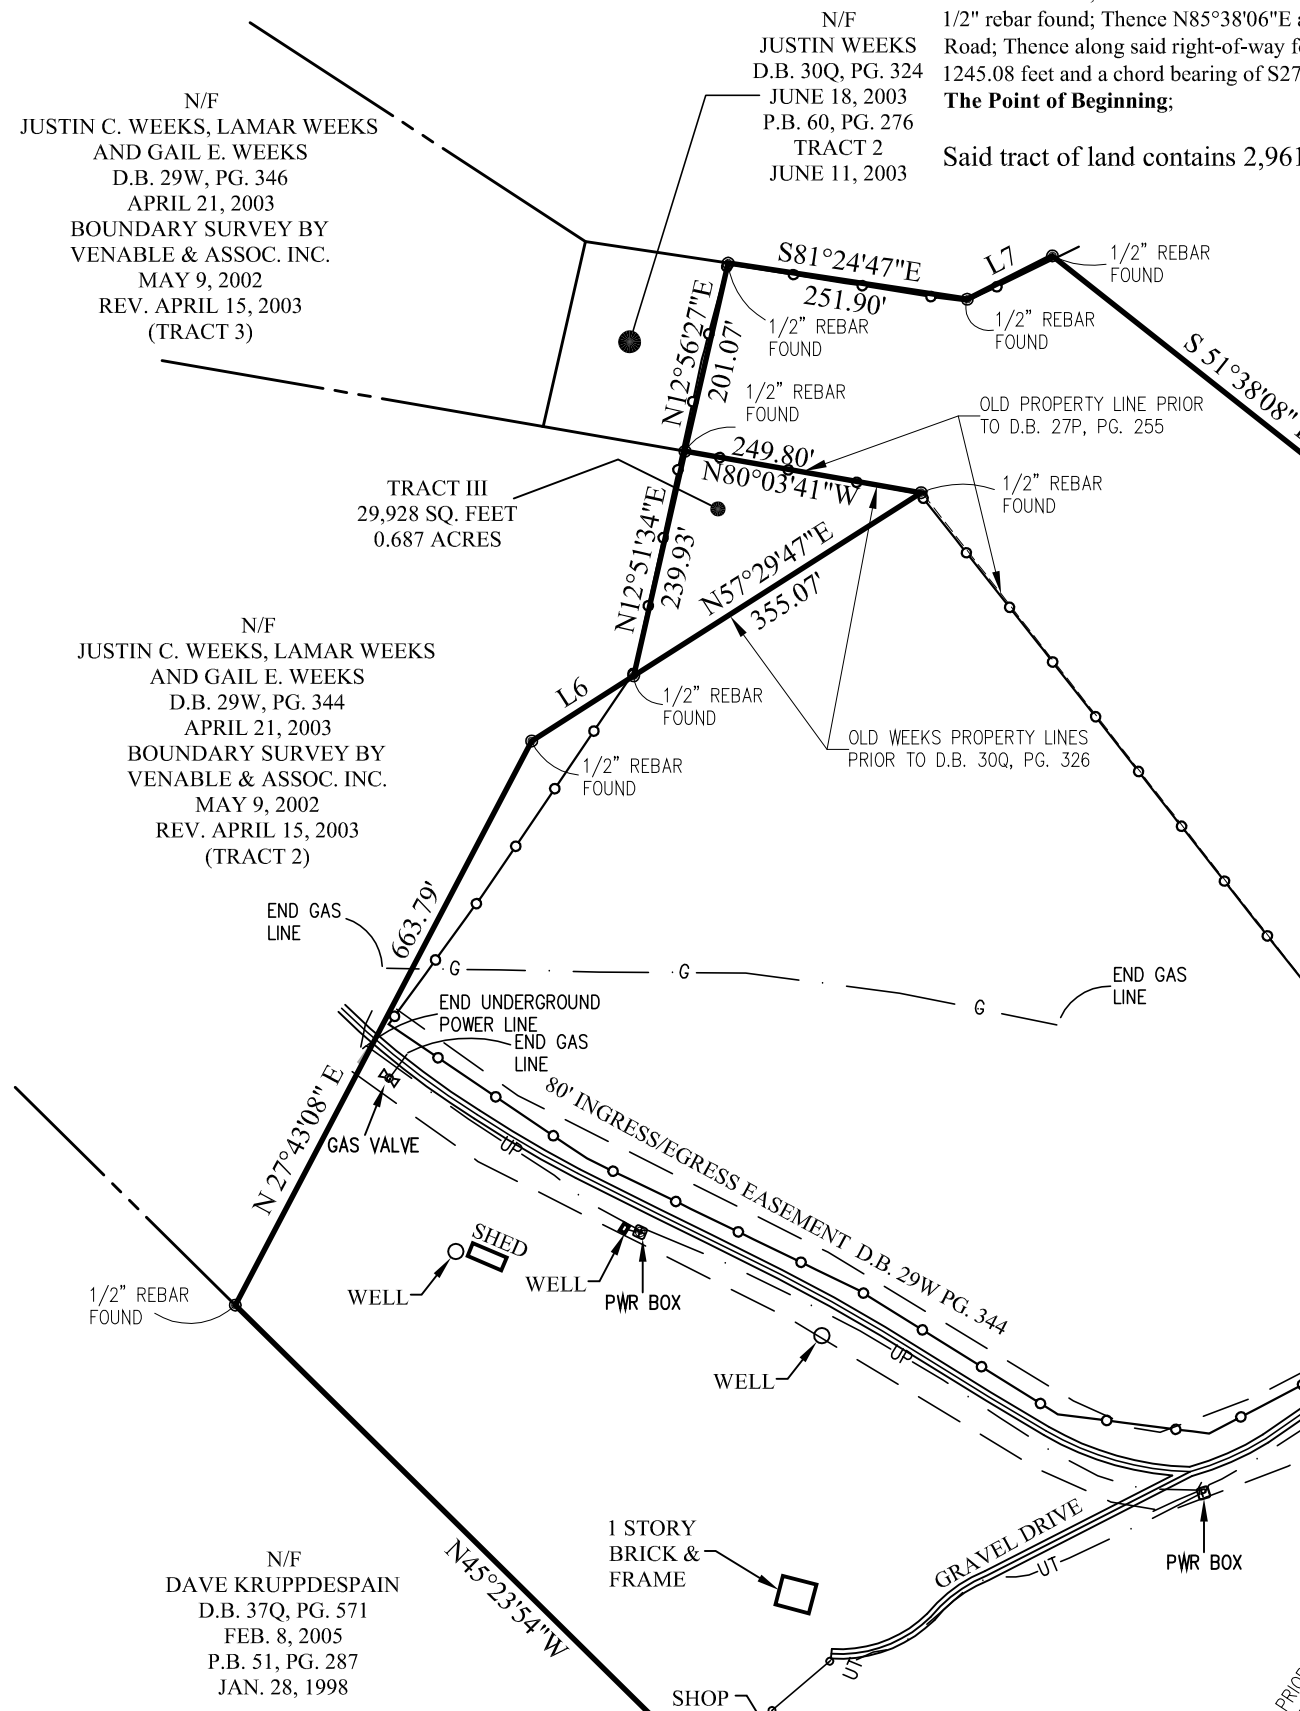 N/F
JUSTIN WEEKS
D.B. 30Q, PG. 324
JUNE 18, 2003
P.B. 60, PG. 276
TRACT 2
JUNE 11, 2003
1/2" rebar found; Thence N85°38'06"E a
Road; Thence along said right-of-way f
1245.08 feet and a chord bearing of S27
The Point of Beginning;
Said tract of land contains 2,961
N/F
JUSTIN C. WEEKS, LAMAR WEEKS
AND GAIL E. WEEKS
D.B. 29W, PG. 346
APRIL 21, 2003
BOUNDARY SURVEY BY
VENABLE & ASSOC. INC.
MAY 9, 2002
REV. APRIL 15, 2003
(TRACT 3)
S81°24'47"E
251.90'
L7
1/2" REBAR
FOUND
1/2" REBAR
FOUND
1/2" REBAR
FOUND
N12°56'27"E
201.07'
S 51°38'08"
1/2" REBAR
FOUND
OLD PROPERTY LINE PRIOR
TO D.B. 27P, PG. 255
249.80'
N80°03'41"W
1/2" REBAR
FOUND
TRACT III
29,928 SQ. FEET
0.687 ACRES
N12°51'34"E
239.93'
N57°29'47"E
355.07'
N/F
JUSTIN C. WEEKS, LAMAR WEEKS
AND GAIL E. WEEKS
D.B. 29W, PG. 344
APRIL 21, 2003
BOUNDARY SURVEY BY
VENABLE & ASSOC. INC.
MAY 9, 2002
REV. APRIL 15, 2003
(TRACT 2)
L6
1/2" REBAR
FOUND
1/2" REBAR
FOUND
OLD WEEKS PROPERTY LINES
PRIOR TO D.B. 30Q, PG. 326
END GAS
LINE
663.79'
G
G
G
END GAS
LINE
END UNDERGROUND
POWER LINE
END GAS
LINE
N 27°43'08" E
GAS VALVE
80' INGRESS/EGRESS EASEMENT D.B. 29W PG. 344
UP
SHED
WELL
WELL
PWR BOX
1/2" REBAR
FOUND
UP
WELL
N45°23'54"W
1 STORY
BRICK &
FRAME
GRAVEL DRIVE
UT
PWR BOX
N/F
DAVE KRUPPDESPAIN
D.B. 37Q, PG. 571
FEB. 8, 2005
P.B. 51, PG. 287
JAN. 28, 1998
UT
SHOP
PRIOR